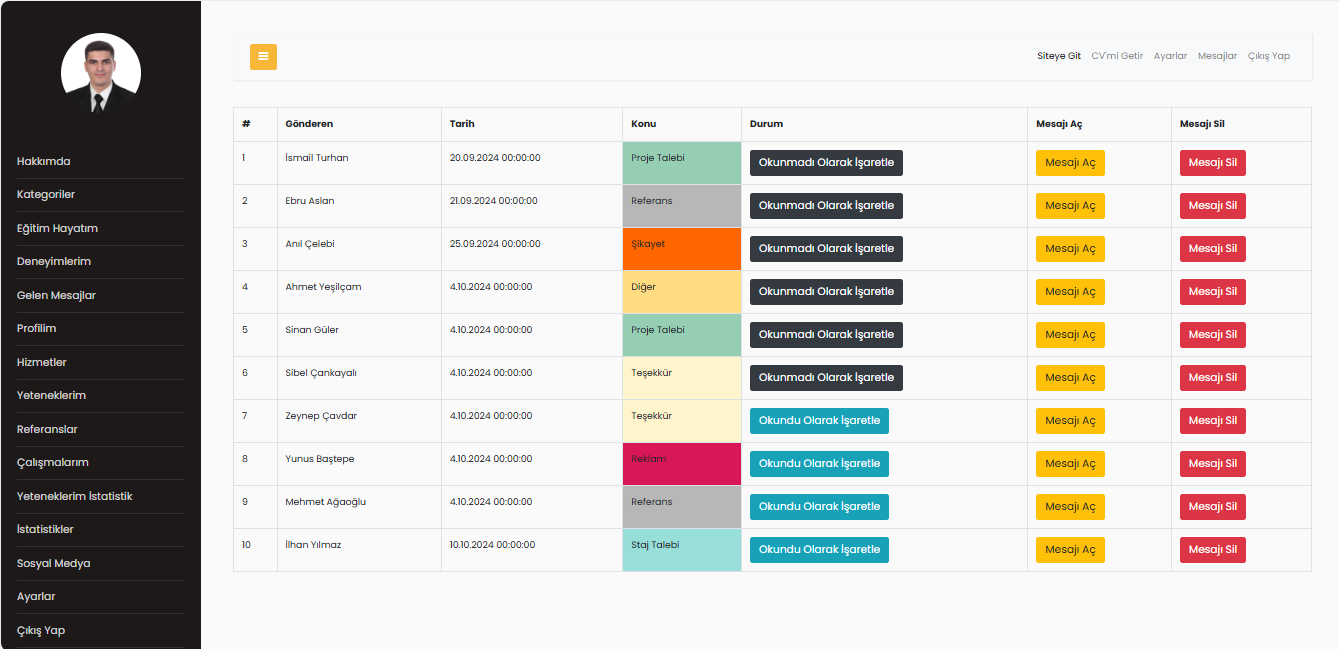 Hakkımda
Kategoriler
Eğitim Hayatım
Deneyimlerim
Gelen Mesajlar
Profilim
Hizmetler
Yeteneklerim
Referanslar
Çalışmalarım
Yeteneklerim İstatistik
İstatistikler
Sosyal Medya
Ayarlar
Çıkış Yap
Siteye Git CV'mi Getir Ayarlar Mesajlar Çıkış Yap
# Gönderen Tarih Konu Durum Mesajı Aç Mesajı Sil
1 İsmail Turhan 20.09.2024 00:00:00 Proje Talebi Okunmadı Olarak İşaretle Mesajı Aç Mesajı Sil
2 Ebru Aslan 21.09.2024 00:00:00 Referans Okunmadı Olarak İşaretle Mesajı Aç Mesajı Sil
3 Anıl Çelebi 25.09.2024 00:00:00 Şikayet Okunmadı Olarak İşaretle Mesajı Aç Mesajı Sil
4 Ahmet Yeşilçam 4.10.2024 00:00:00 Diğer Okunmadı Olarak İşaretle Mesajı Aç Mesajı Sil
5 Sinan Güler 4.10.2024 00:00:00 Proje Talebi Okunmadı Olarak İşaretle Mesajı Aç Mesajı Sil
6 Sibel Çankayalı 4.10.2024 00:00:00 Teşekkür Okunmadı Olarak İşaretle Mesajı Aç Mesajı Sil
7 Zeynep Çavdar 4.10.2024 00:00:00 Teşekkür Okundu Olarak İşaretle Mesajı Aç Mesajı Sil
8 Yunus Baştepe 4.10.2024 00:00:00 Reklam Okundu Olarak İşaretle Mesajı Aç Mesajı Sil
9 Mehmet Ağaoğlu 4.10.2024 00:00:00 Referans Okundu Olarak İşaretle Mesajı Aç Mesajı Sil
10 İlhan Yılmaz 10.10.2024 00:00:00 Staj Talebi Okundu Olarak İşaretle Mesajı Aç Mesajı Sil